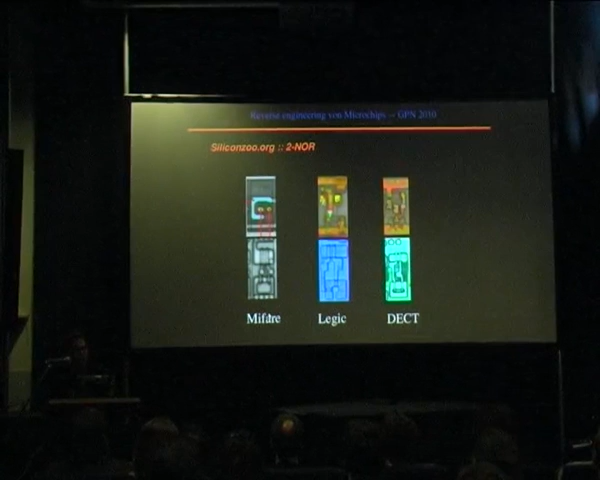 Reverse engineering von Microchips -- GPN 2010
Siliconzoo.org :: 2-NOR
Mifare Legic DECT